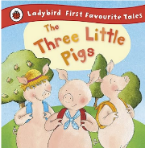 Ladybird First Favourite Tales
The
Three Little
Pigs